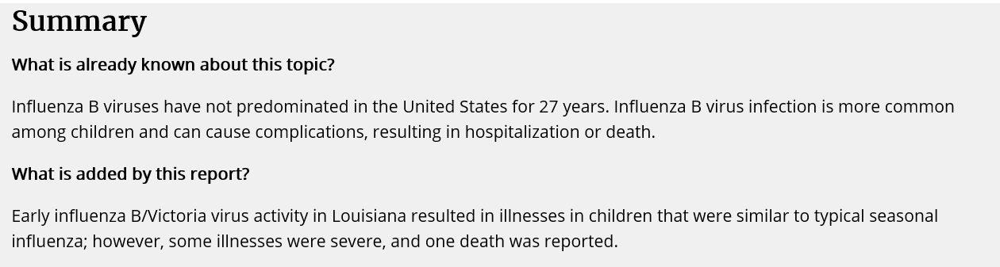 Summary
What is already known about this topic?
Influenza B viruses have not predominated in the United States for 27 years. Influenza B virus infection is more common
among children and can cause complications, resulting in hospitalization or death.
What is added by this report?
Early influenza B/Victoria virus activity in Louisiana resulted in illnesses in children that were similar to typical seasonal
influenza; however, some illnesses were severe, and one death was reported.